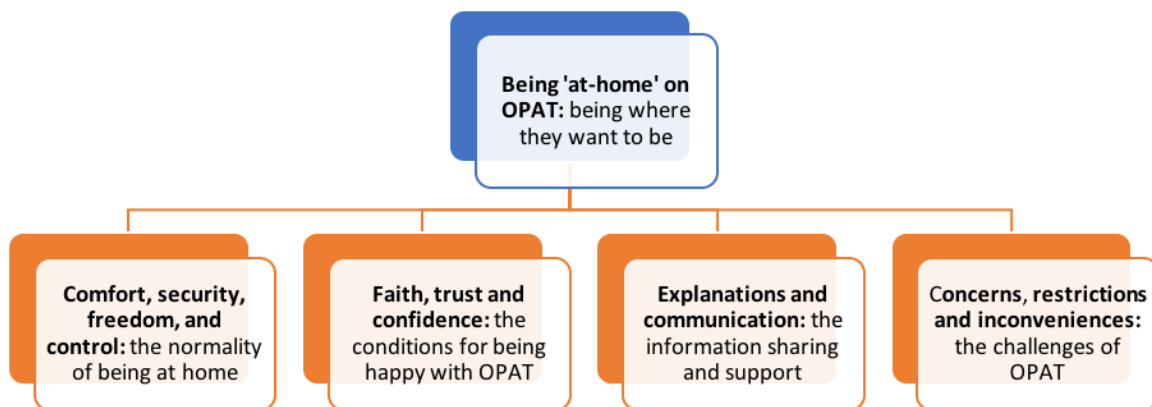 Being 'at-home' on
OPAT: being where
they want to be
Comfort, security,
freedom, and
control: the normality
of being at home
Faith, trust and
confidence: the
conditions for being
happy with OPAT
Explanations and
communication: the
information sharing
and support
Concerns, restrictions
and inconveniences:
the challenges of
OPAT